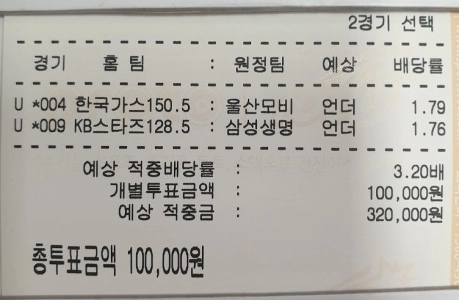 2경기 선택
경기 홈 팀 : 원정팀 예상 배당률
U *004 한국가스150.5 : 울산모비 언더 1.79
U *009 KB스타즈128.5 : 삼성생명 언더 1.76
예상 적중배당률 : 3.20배
개별투표금액 : 100,000원
예상 적중금 : 320,000원
총투표금액 100,000원